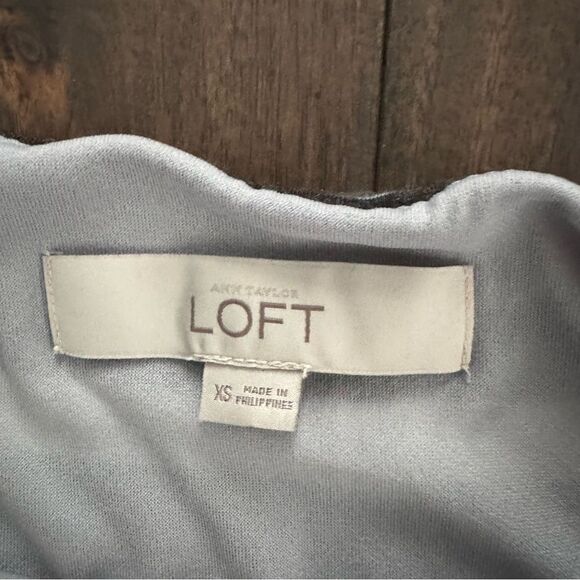 ANN TAYLOR
LOFT
XS MADE IN
PHILIPPINES